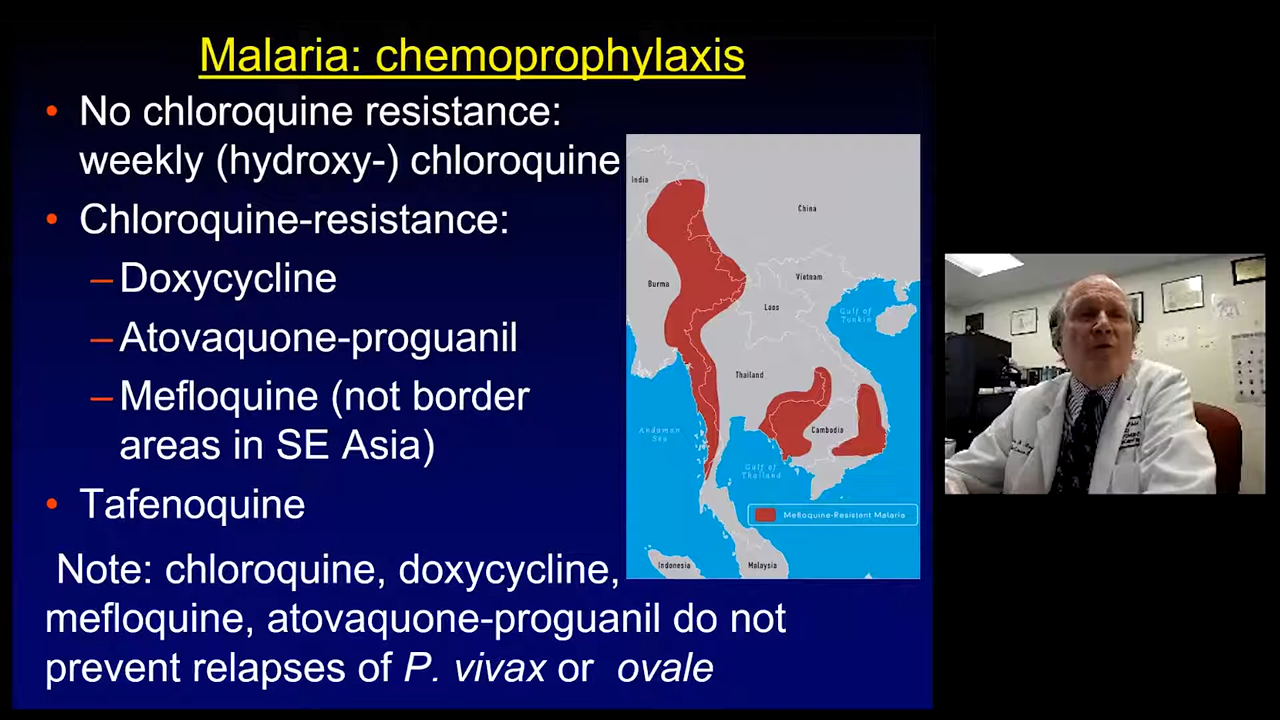 Malaria: chemoprophylaxis
• No chloroquine resistance:
weekly (hydroxy-) chloroquine
• Chloroquine-resistance:
– Doxycycline
– Atovaquone-proguanil
– Mefloquine (not border
areas in SE Asia)
• Tafenoquine
Note: chloroquine, doxycycline,
mefloquine, atovaquone-proguanil do not
prevent relapses of P. vivax or ovale
India
China
Burma
Vietnam
Laos
Gulf of
Tonkin
Thailand
Andaman
Sea
Cambodia
Gulf of
Thailand
Mefloquine-Resistent Malaria
Indonesia
Malaysia